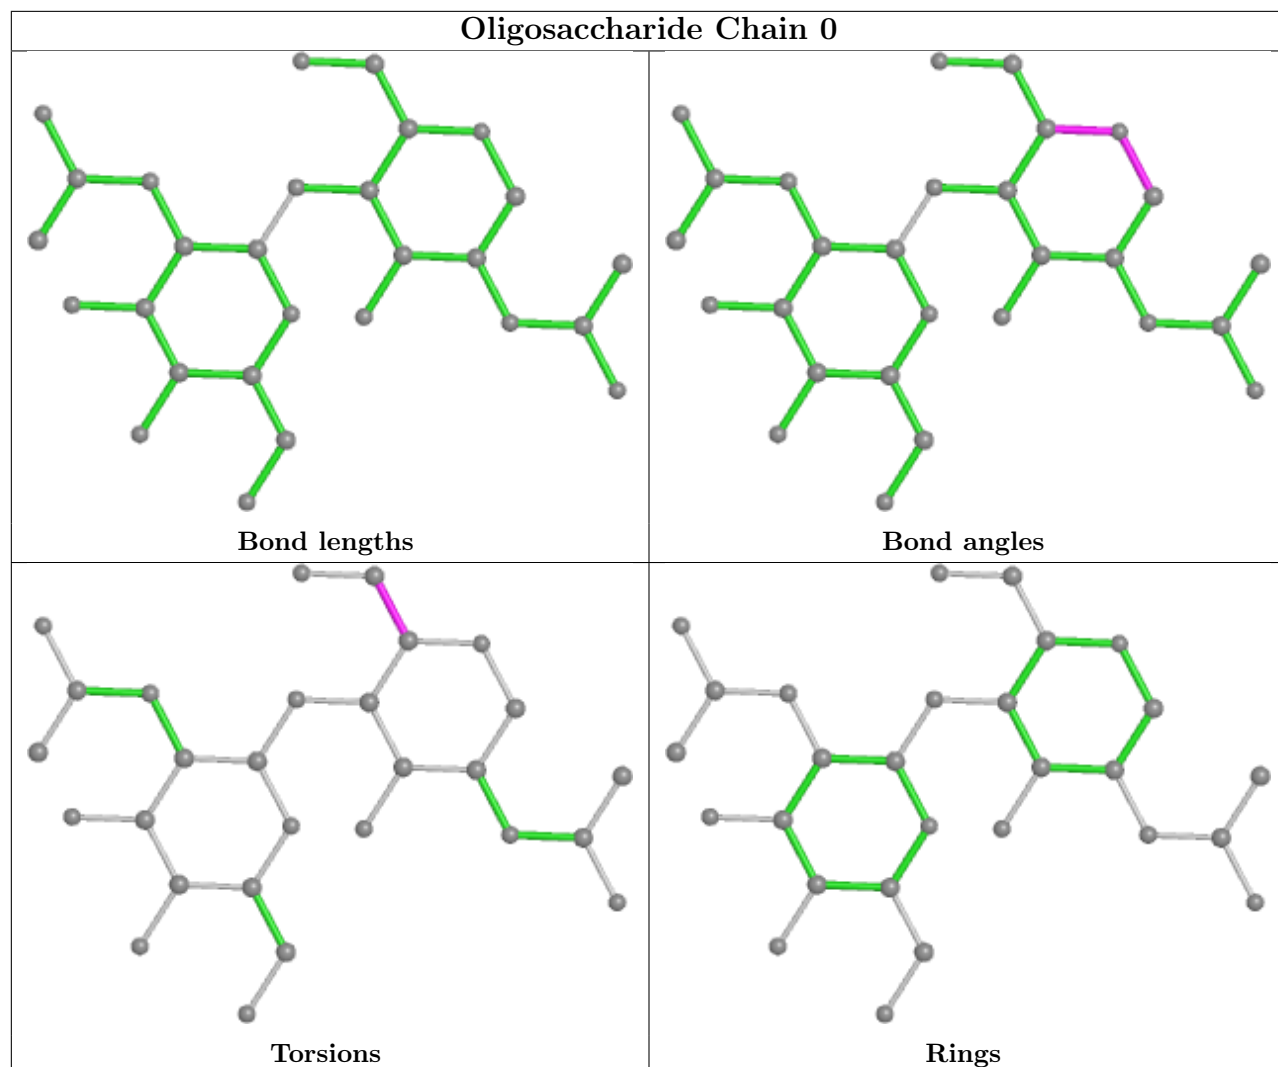 Oligosaccharide Chain 0
Bond lengths
Bond angles
Torsions
Rings